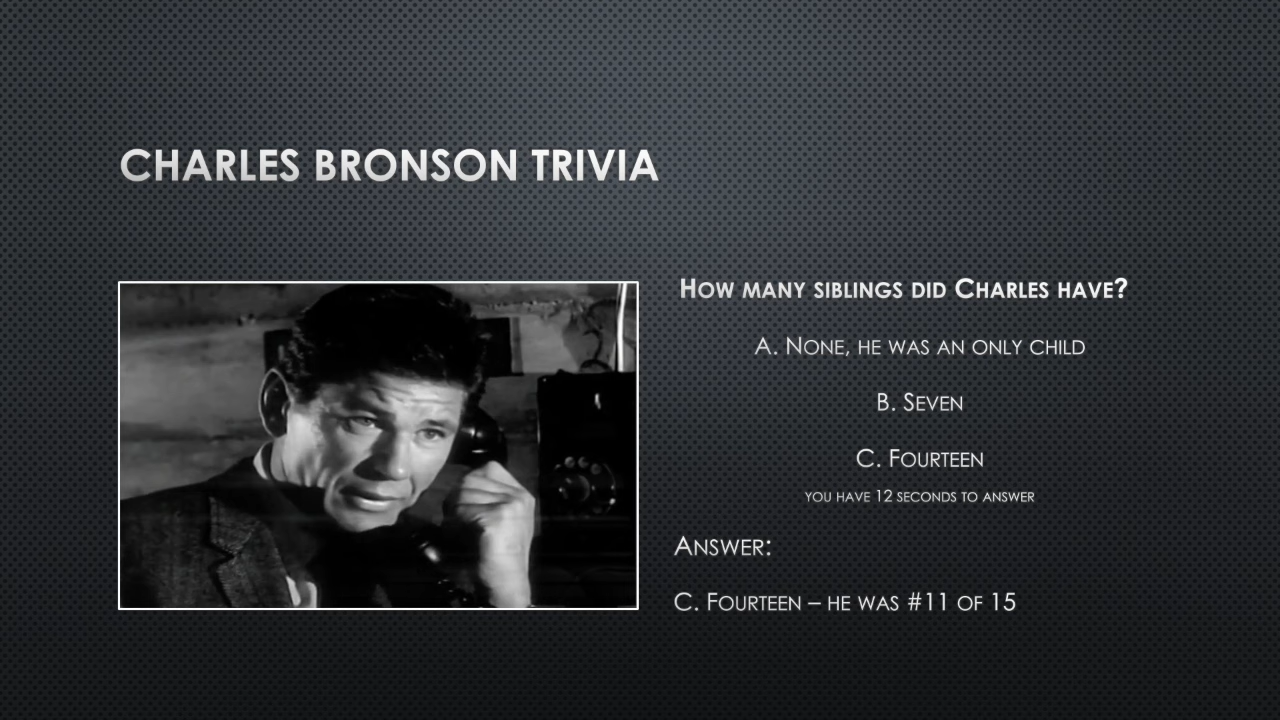 CHARLES BRONSON TRIVIA
HOW MANY SIBLINGS DID CHARLES HAVE?
A. NONE, HE WAS AN ONLY CHILD
B. SEVEN
C. FOURTEEN
YOU HAVE 12 SECONDS TO ANSWER
ANSWER:
C. FOURTEEN – HE WAS #11 OF 15